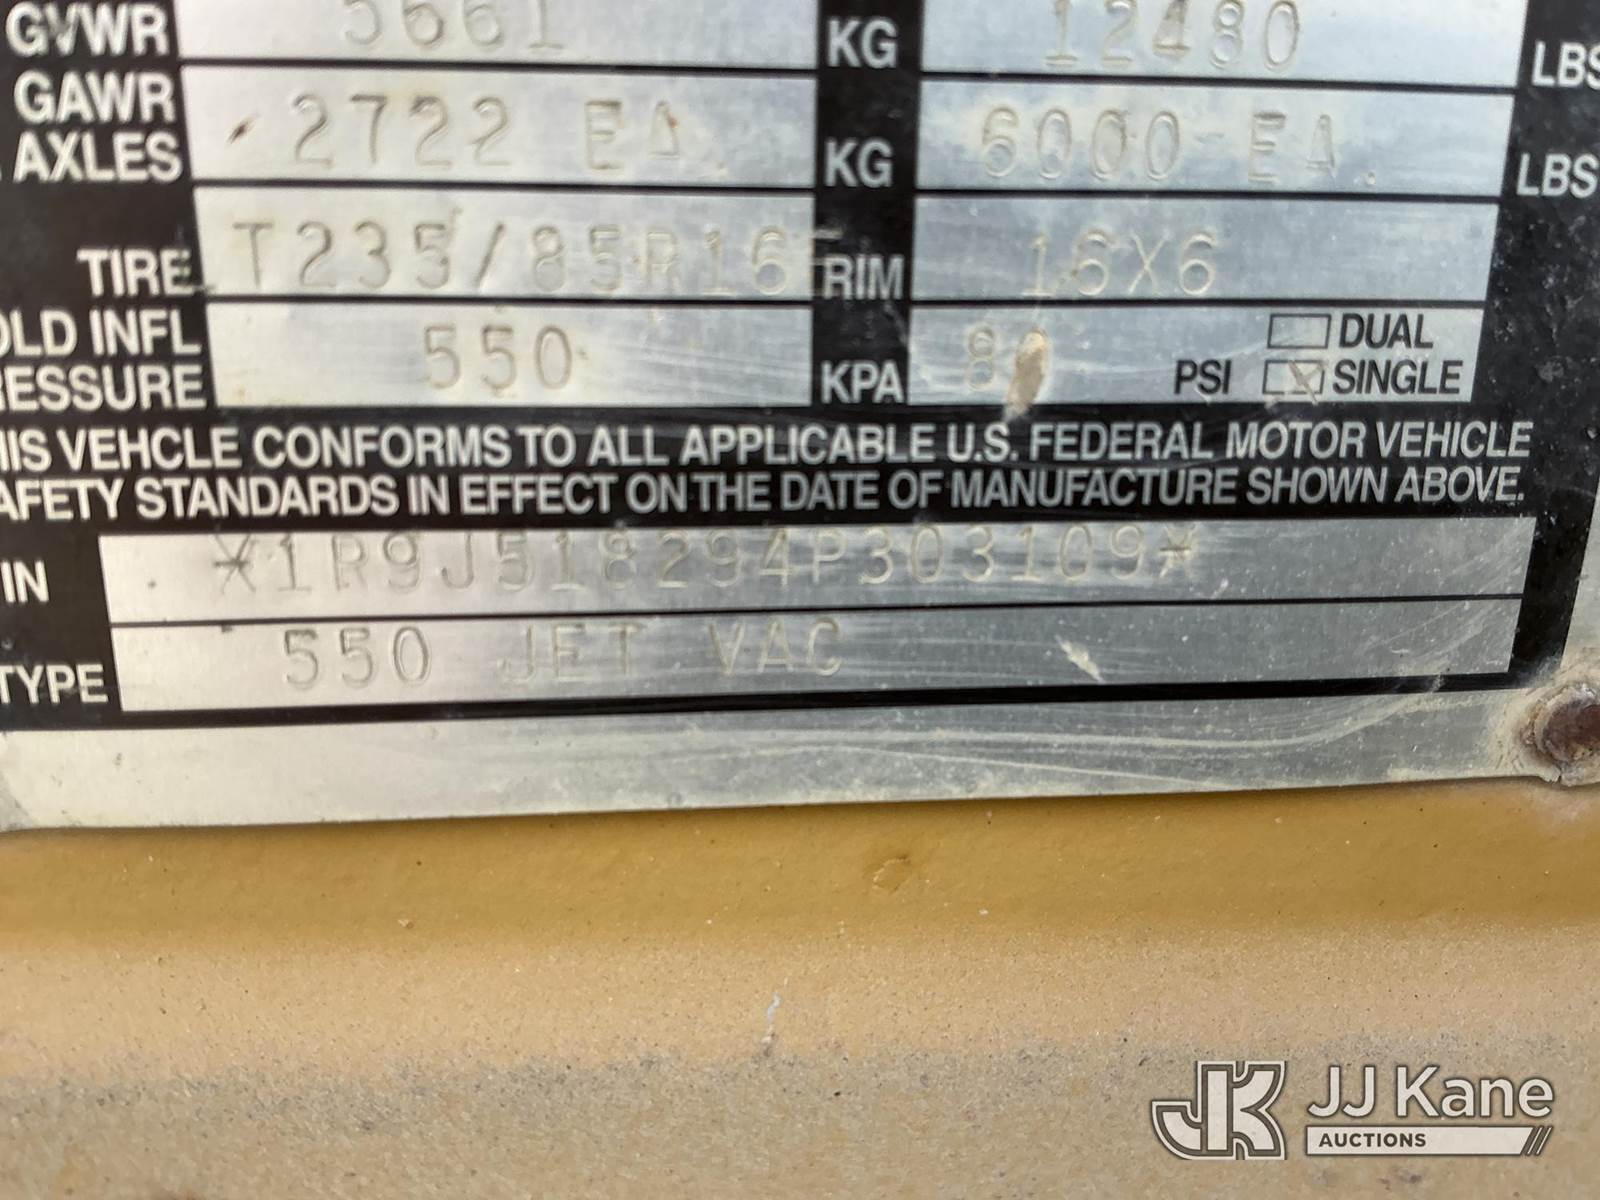 GVWR 5661 KG 12480 LBS
GAWR
AXLES 2722 EA. KG 6000 EA. LBS
TIRE T235/85R16E RIM 16X6
OLD INFL
RESSURE 550 KPA 80 PSI DUAL
SINGLE
HIS VEHCLE CONFORMS TO ALL APPLICABLE U.S. FEDERAL MOTOR VEHICLE
AFETY STANDARDS IN EFFECT ON THE DATE OF MANUFACTURE SHOWN ABOVE.
IN *1R9J518294P303109*
TYPE 550 JET VAC
JK JJ Kane
AUCTIONS